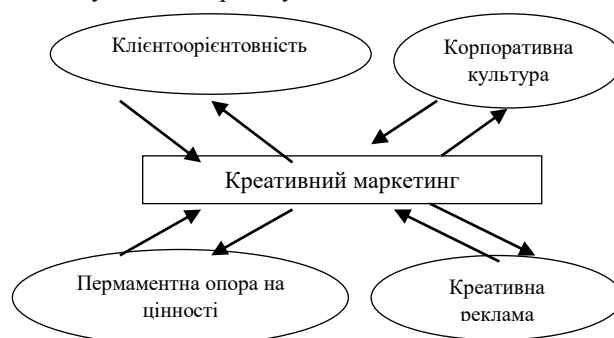 Клієнтоорієнтовність
Корпоративна
культура
Креативний маркетинг
Пермаментна опора на
цінності
Креативна
реклама